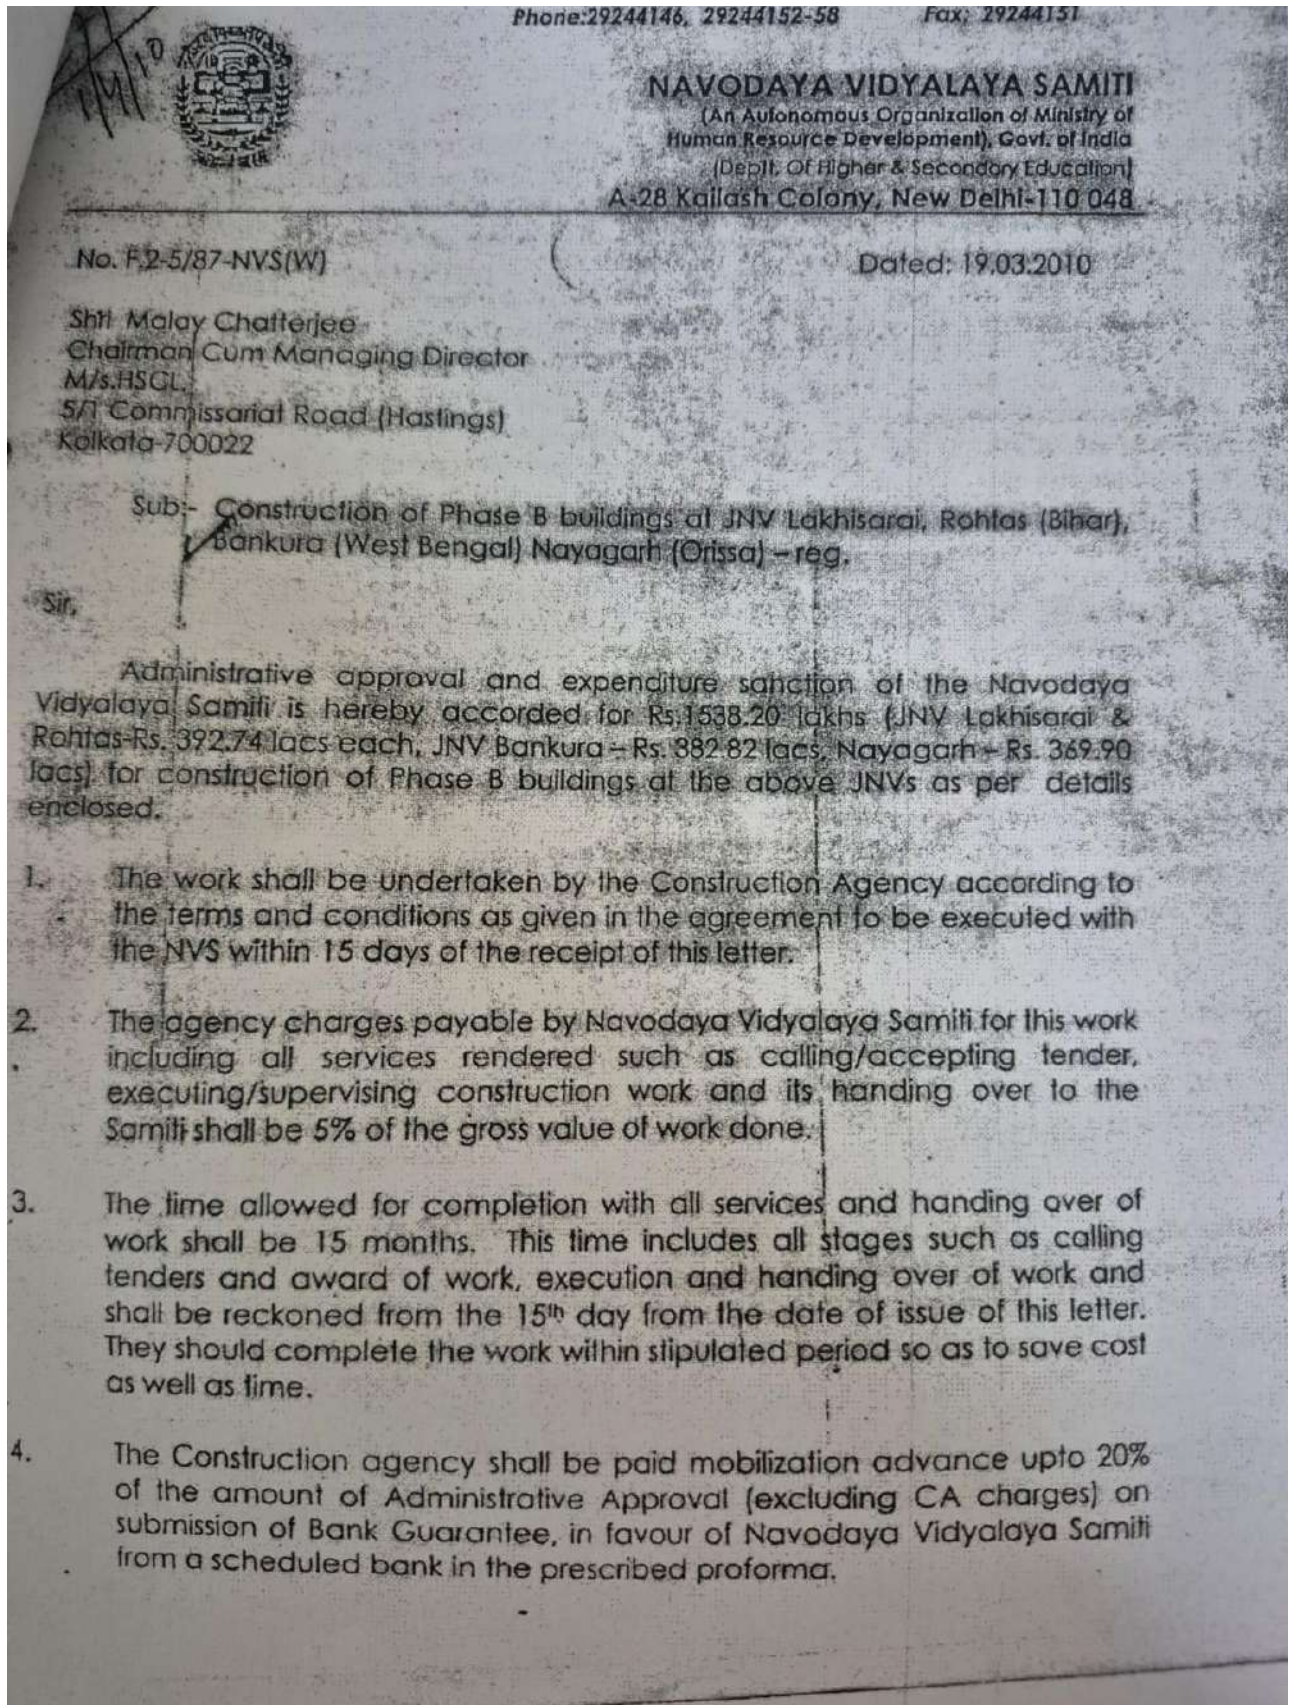 1/4/10
Phone:29244146, 29244152-58 Fax: 29244151
NAVODAYA VIDYALAYA SAMITI
(An Autonomous Organization of Ministry of
Human Resource Development), Govt. of India
(Deptt. Of Higher & Secondary Education)
A-28 Kailash Colony, New Delhi-110 048
No. F.2-5/87-NVS(W) Dated: 19.03.2010
Shri Malay Chatterjee
Chairman Cum Managing Director
M/s.HSCL,
5/1 Commissariat Road (Hastings)
Kolkata-700022
Sub:- Construction of Phase B buildings at JNV Lakhisarai, Rohtas (Bihar),
Bankura (West Bengal) Nayagarh (Orissa) – reg.
Sir,
Administrative approval and expenditure sanction of the Navodaya
Vidyalaya Samiti is hereby accorded for Rs.1538.20 lakhs (JNV Lakhisarai &
Rohtas-Rs. 392.74 lacs each, JNV Bankura – Rs. 382.82 lacs, Nayagarh – Rs. 369.90
lacs) for construction of Phase B buildings at the above JNVs as per details
enclosed.
1. The work shall be undertaken by the Construction Agency according to
the terms and conditions as given in the agreement to be executed with
the NVS within 15 days of the receipt of this letter.
2. The agency charges payable by Navodaya Vidyalaya Samiti for this work
including all services rendered such as calling/accepting tender,
executing/supervising construction work and its handing over to the
Samiti shall be 5% of the gross value of work done.
3. The time allowed for completion with all services and handing over of
work shall be 15 months. This time includes all stages such as calling
tenders and award of work, execution and handing over of work and
shall be reckoned from the 15th day from the date of issue of this letter.
They should complete the work within stipulated period so as to save cost
as well as time.
4. The Construction agency shall be paid mobilization advance upto 20%
of the amount of Administrative Approval (excluding CA charges) on
submission of Bank Guarantee, in favour of Navodaya Vidyalaya Samiti
from a scheduled bank in the prescribed proforma.